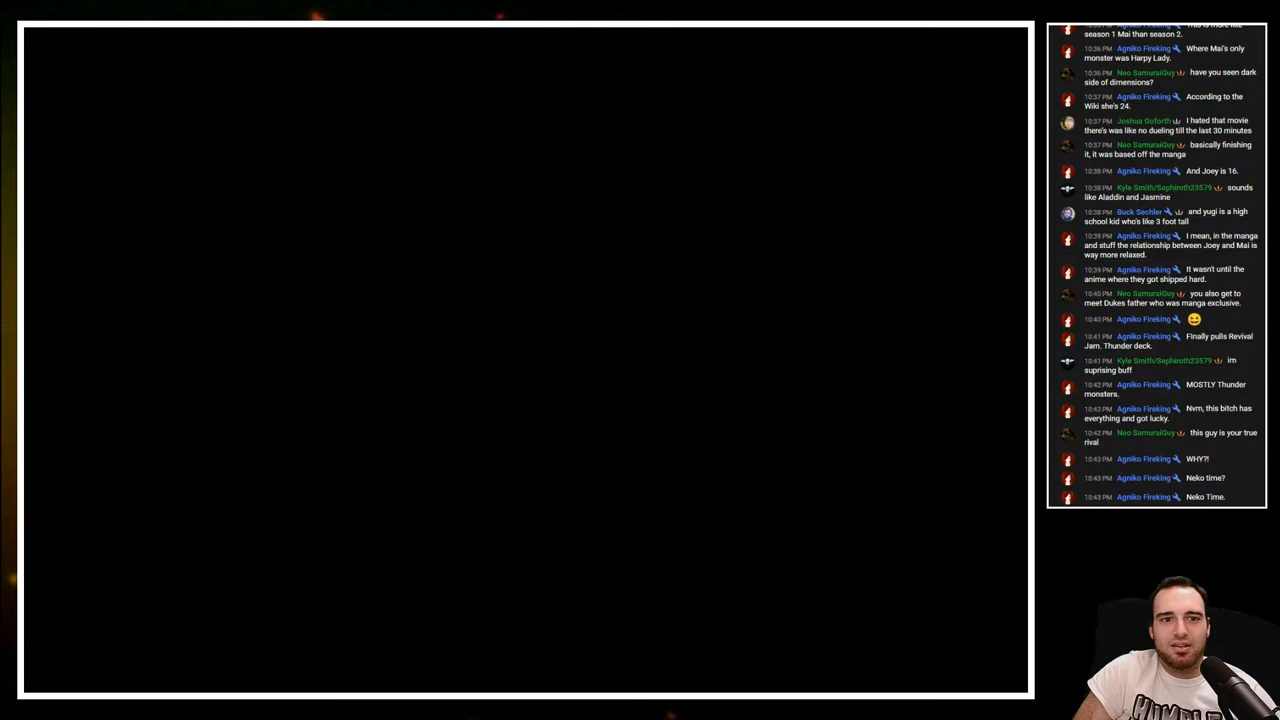 season 1 Mai than season 2.
10:36 PM Agniko Fireking Where Mai's only
monster was Harpy Lady.
10:36 PM Neo SamuraiGuy have you seen dark
side of dimensions?
10:37 PM Agniko Fireking According to the
Wiki she's 24.
10:37 PM Joshua Goforth I hated that movie
there's was like no dueling till the last 30 minutes
10:37 PM Neo SamuraiGuy basically finishing
it, it was based off the manga
10:38 PM Agniko Fireking And Joey is 16.
10:38 PM Kyle Smith/Sephiroth23579 sounds
like Aladdin and Jasmine
10:38 PM Buck Sechler and yugi is a high
school kid who's like 3 foot tall
10:39 PM Agniko Fireking I mean, in the manga
and stuff the relationship between Joey and Mai is
way more relaxed.
10:39 PM Agniko Fireking It wasn't until the
anime where they got shipped hard.
10:40 PM Neo SamuraiGuy you also get to
meet Dukes father who was manga exclusive.
10:40 PM Agniko Fireking 😆
10:41 PM Agniko Fireking FInally pulls Revival
Jam. Thunder deck.
10:41 PM Kyle Smith/Sephiroth23579 im
suprising buff
10:42 PM Agniko Fireking MOSTLY Thunder
monsters.
10:42 PM Agniko Fireking Nvm, this bitch has
everything and got lucky.
10:42 PM Neo SamuraiGuy this guy is your true
rival
10:43 PM Agniko Fireking WHY?!
10:43 PM Agniko Fireking Neko time?
10:43 PM Agniko Fireking Neko Time.